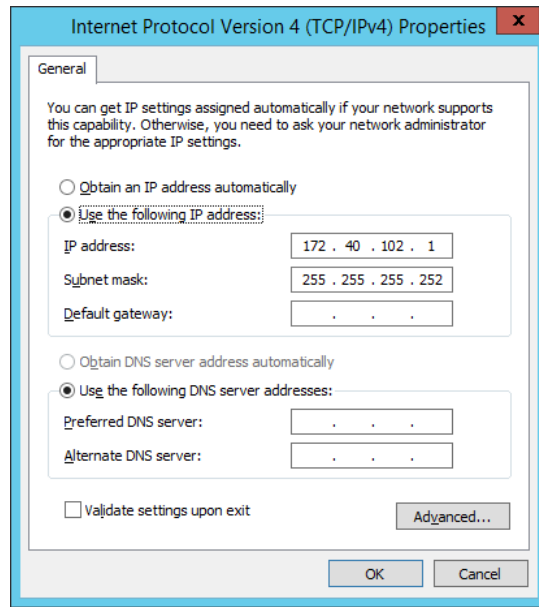 Internet Protocol Version 4 (TCP/IPv4) Properties
x
General
You can get IP settings assigned automatically if your network supports
this capability. Otherwise, you need to ask your network administrator
for the appropriate IP settings.
Obtain an IP address automatically
Use the following IP address:
IP address: 172 . 40 . 102 . 1
Subnet mask: 255 . 255 . 255 . 252
Default gateway: . . .
Obtain DNS server address automatically
Use the following DNS server addresses:
Preferred DNS server: . . .
Alternate DNS server: . . .
Validate settings upon exit
Advanced...
OK Cancel